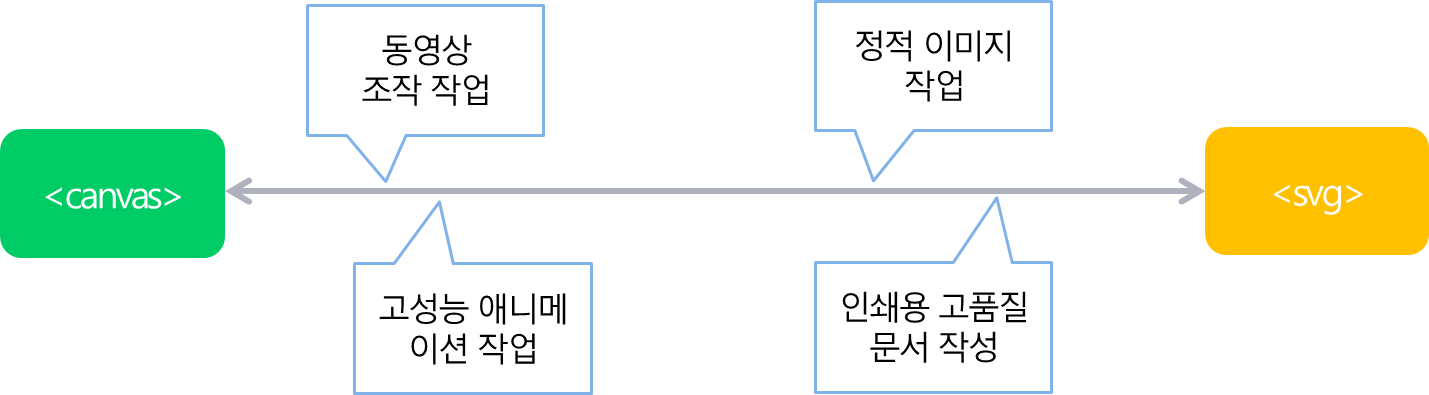 동영상
조작 작업
정적 이미지
작업
<canvas>
<svg>
고성능 애니메
이션 작업
인쇄용 고품질
문서 작성